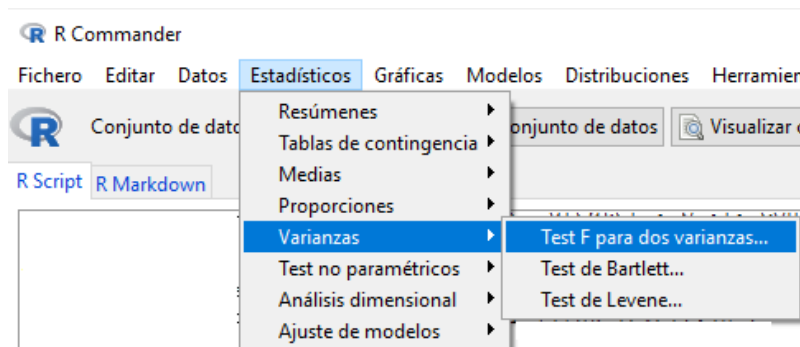 R R Commander
Fichero Editar Datos Estadísticos Gráficas Modelos Distribuciones Herramien
R Conjunto de dato onjunto de datos Visualizar
R Script R Markdown
Resúmenes
Tablas de contingencia
Medias
Proporciones
Varianzas
Test F para dos varianzas...
Test no paramétricos
Test de Bartlett...
Análisis dimensional
Test de Levene...
Ajuste de modelos